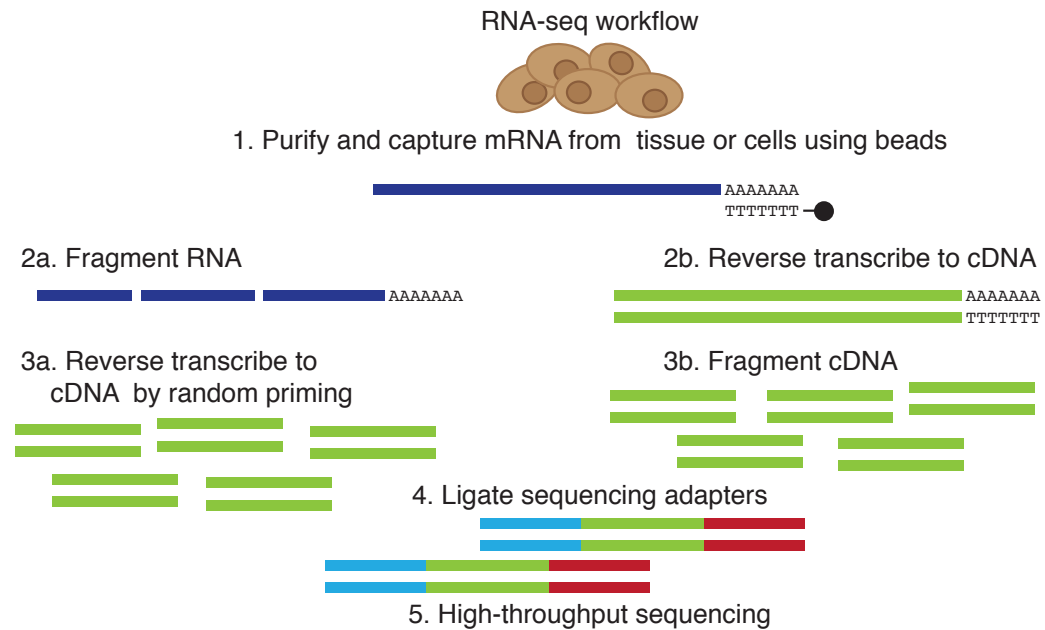 RNA-seq workflow
1. Purify and capture mRNA from tissue or cells using beads
AAAAAAA
TTTTTTT
2a. Fragment RNA
AAAAAAA
2b. Reverse transcribe to cDNA
AAAAAAA
TTTTTTT
3a. Reverse transcribe to
cDNA by random priming
3b. Fragment cDNA
4. Ligate sequencing adapters
5. High-throughput sequencing